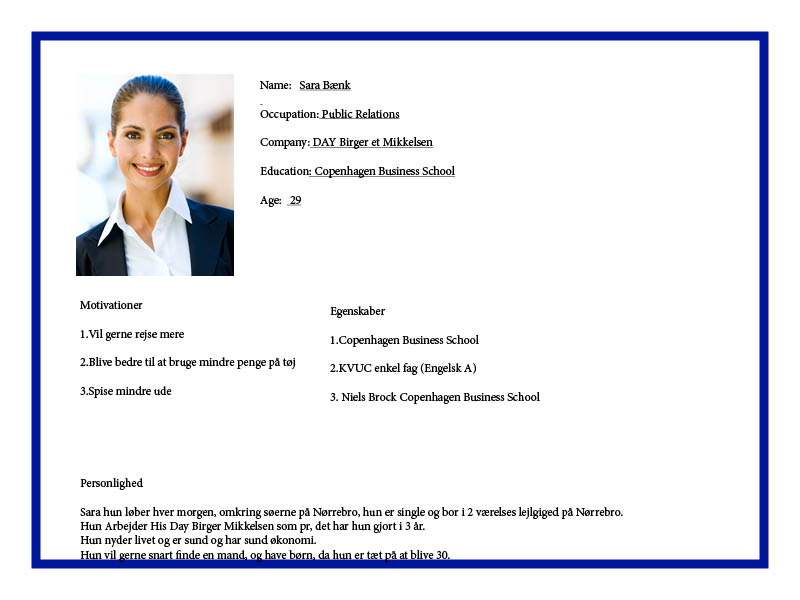 Name: Sara Bænk
Occupation: Public Relations
Company: DAY Birger et Mikkelsen
Education: Copenhagen Business School
Age: 29
Motivationer
1.Vil gerne rejse mere
2.Blive bedre til at bruge mindre penge på tøj
3.Spise mindre ude
Egenskaber
1.Copenhagen Business School
2.KVUC enkel fag (Engelsk A)
3. Niels Brock Copenhagen Business School
Personlighed
Sara hun løber hver morgen, omkring søerne på Nørrebro, hun er single og bor i 2 værelses lejlgiged på Nørrebro.
Hun Arbejder His Day Birger Mikkelsen som pr, det har hun gjort i 3 år.
Hun nyder livet og er sund og har sund økonomi.
Hun vil gerne snart finde en mand, og have børn, da hun er tæt på at blive 30.